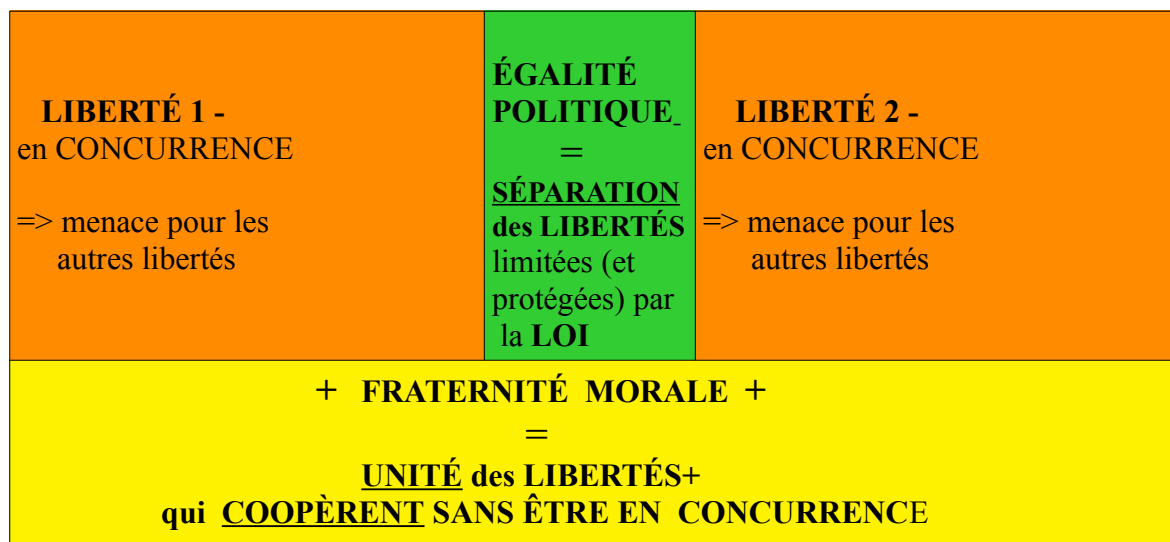 LIBERTÉ 1 -
en CONCURRENCE
=> menace pour les
autres libertés
ÉGALITÉ
POLITIQUE
=
SÉPARATION
des LIBERTÉS
limitées (et
protégées) par
la LOI
LIBERTÉ 2 -
en CONCURRENCE
=> menace pour les
autres libertés
+ FRATERNITÉ MORALE +
=
UNITÉ des LIBERTÉS+
qui COOPÈRENT SANS ÊTRE EN CONCURRENCE